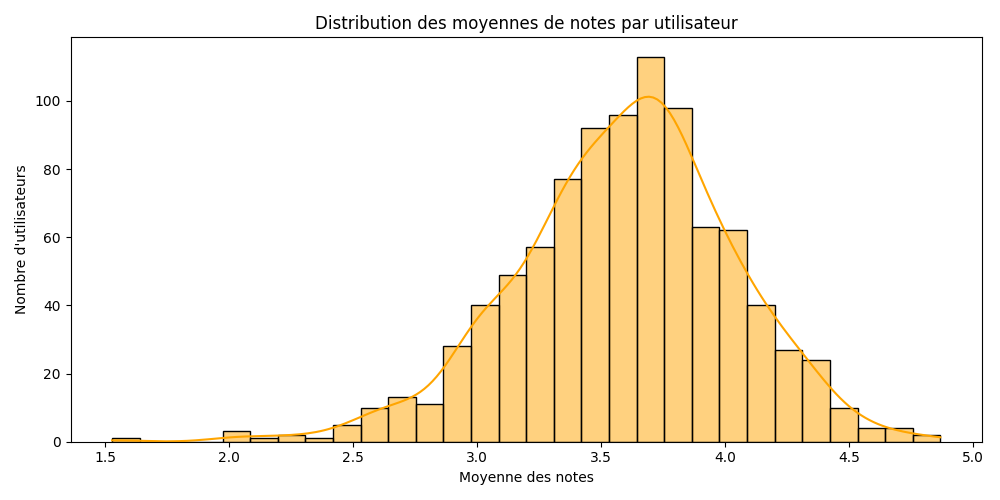 Distribution des moyennes de notes par utilisateur
Nombre d'utilisateurs
100
80
60
40
20
0
1.5 2.0 2.5 3.0 3.5 4.0 4.5 5.0
Moyenne des notes